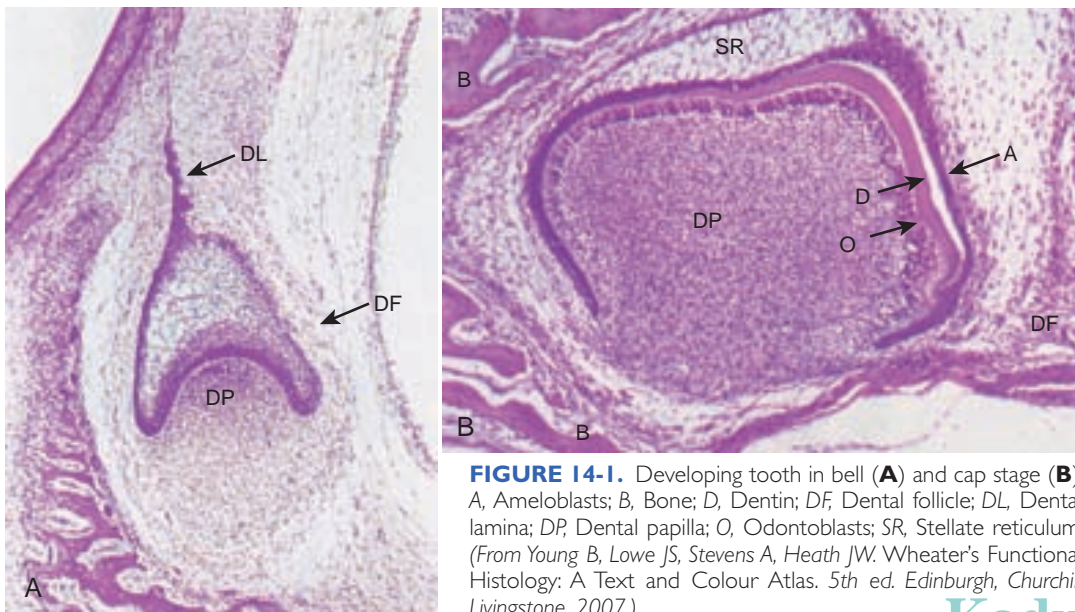 DL
DF
DP
A
B
SR
A
D
DP
O
DF
B
B
FIGURE 14-1. Developing tooth in bell (A) and cap stage (B)
A, Ameloblasts; B, Bone; D, Dentin; DF, Dental follicle; DL, Denta
lamina; DP, Dental papilla; O, Odontoblasts; SR, Stellate reticulum
(From Young B, Lowe JS, Stevens A, Heath JW. Wheater's Functiona
Histology: A Text and Colour Atlas. 5th ed. Edinburgh, Churchi
Livingstone, 2007.)